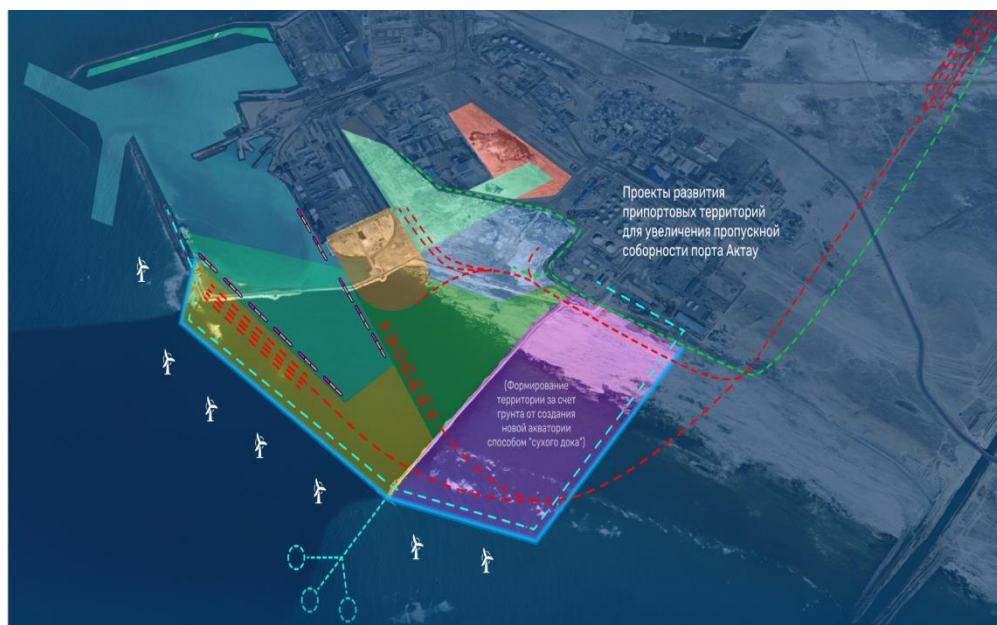 Проекты развития
припортовых территорий
для увеличения пропускной
соборности порта Актау
(Формирование
территории за счет
грунта от создания
новой акватории
способом "сухого дока")